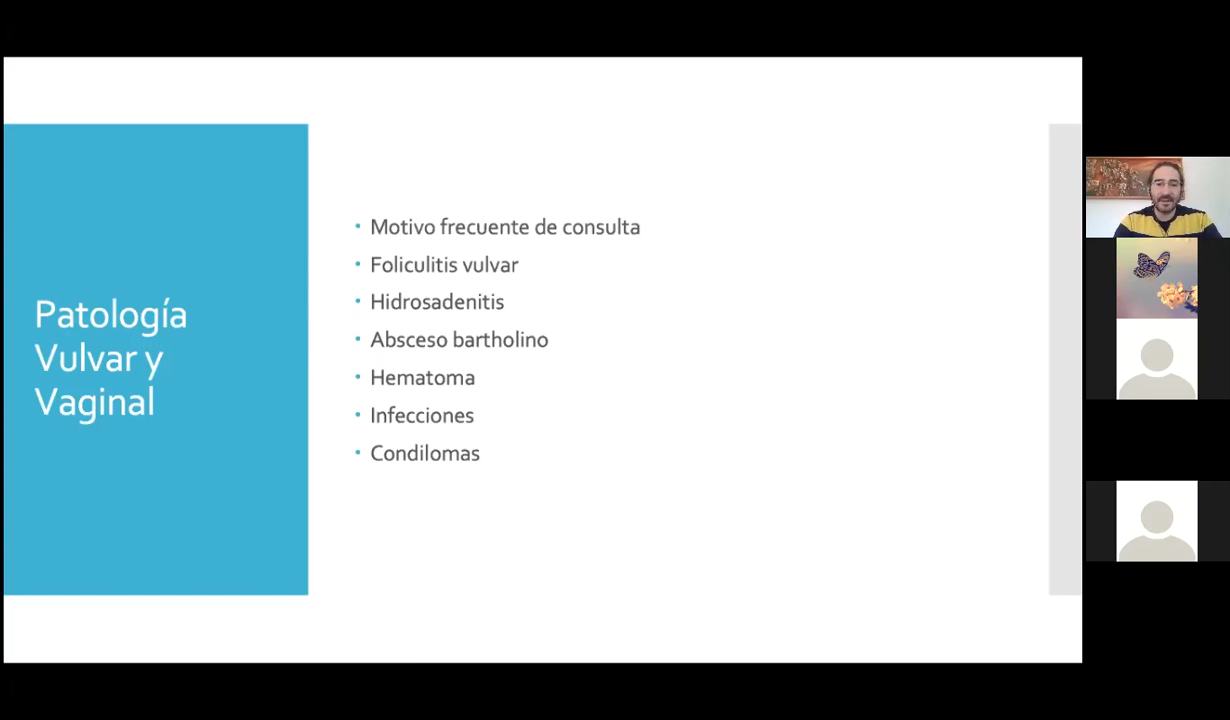 Patología
Vulvar y
Vaginal
• Motivo frecuente de consulta
• Foliculitis vulvar
• Hidrosadenitis
• Absceso bartholino
• Hematoma
• Infecciones
• Condilomas